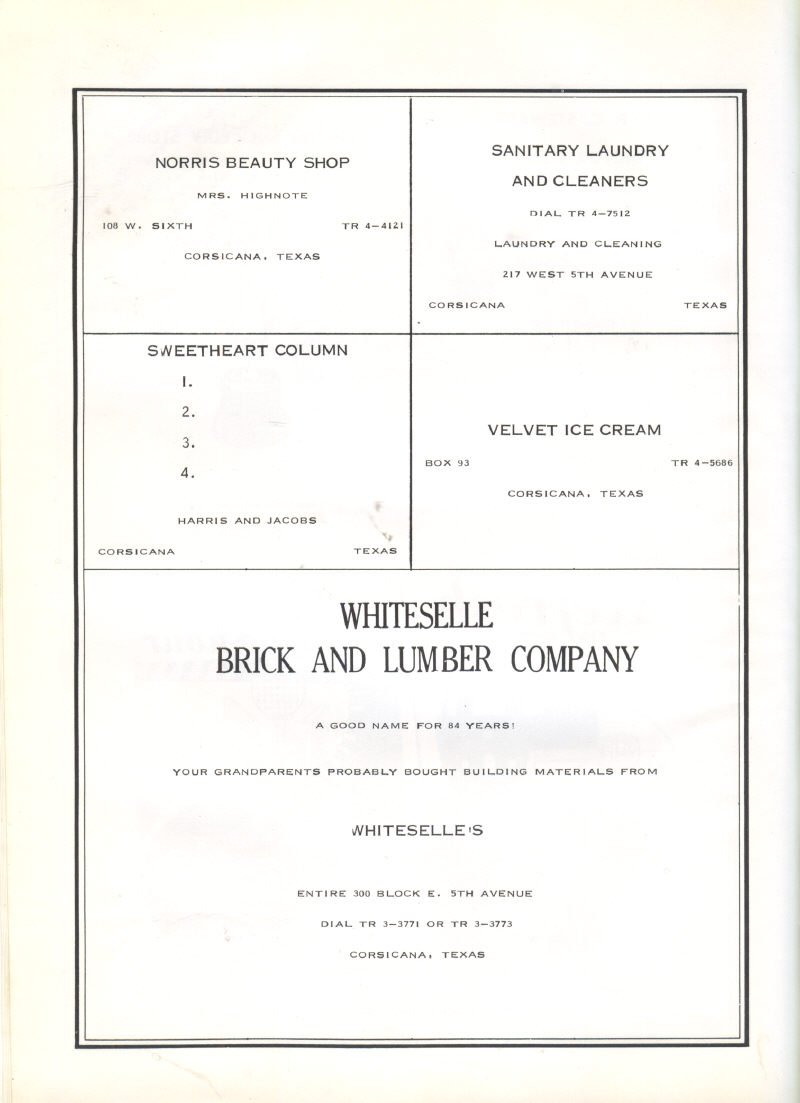 NORRIS BEAUTY SHOP
MRS. HIGHNOTE
108 W. SIXTH TR 4-4121
CORSICANA, TEXAS
SANITARY LAUNDRY
AND CLEANERS
DIAL TR 4-7512
LAUNDRY AND CLEANING
217 WEST 5TH AVENUE
CORSICANA TEXAS
SWEETHEART COLUMN
1.
2.
3.
4.
HARRIS AND JACOBS
CORSICANA TEXAS
VELVET ICE CREAM
BOX 93 TR 4-5686
CORSICANA, TEXAS
WHITESELLE
BRICK AND LUMBER COMPANY
A GOOD NAME FOR 84 YEARS!
YOUR GRANDPARENTS PROBABLY BOUGHT BUILDING MATERIALS FROM
WHITESELLE'S
ENTIRE 300 BLOCK E. 5TH AVENUE
DIAL TR 3-3771 OR TR 3-3773
CORSICANA, TEXAS